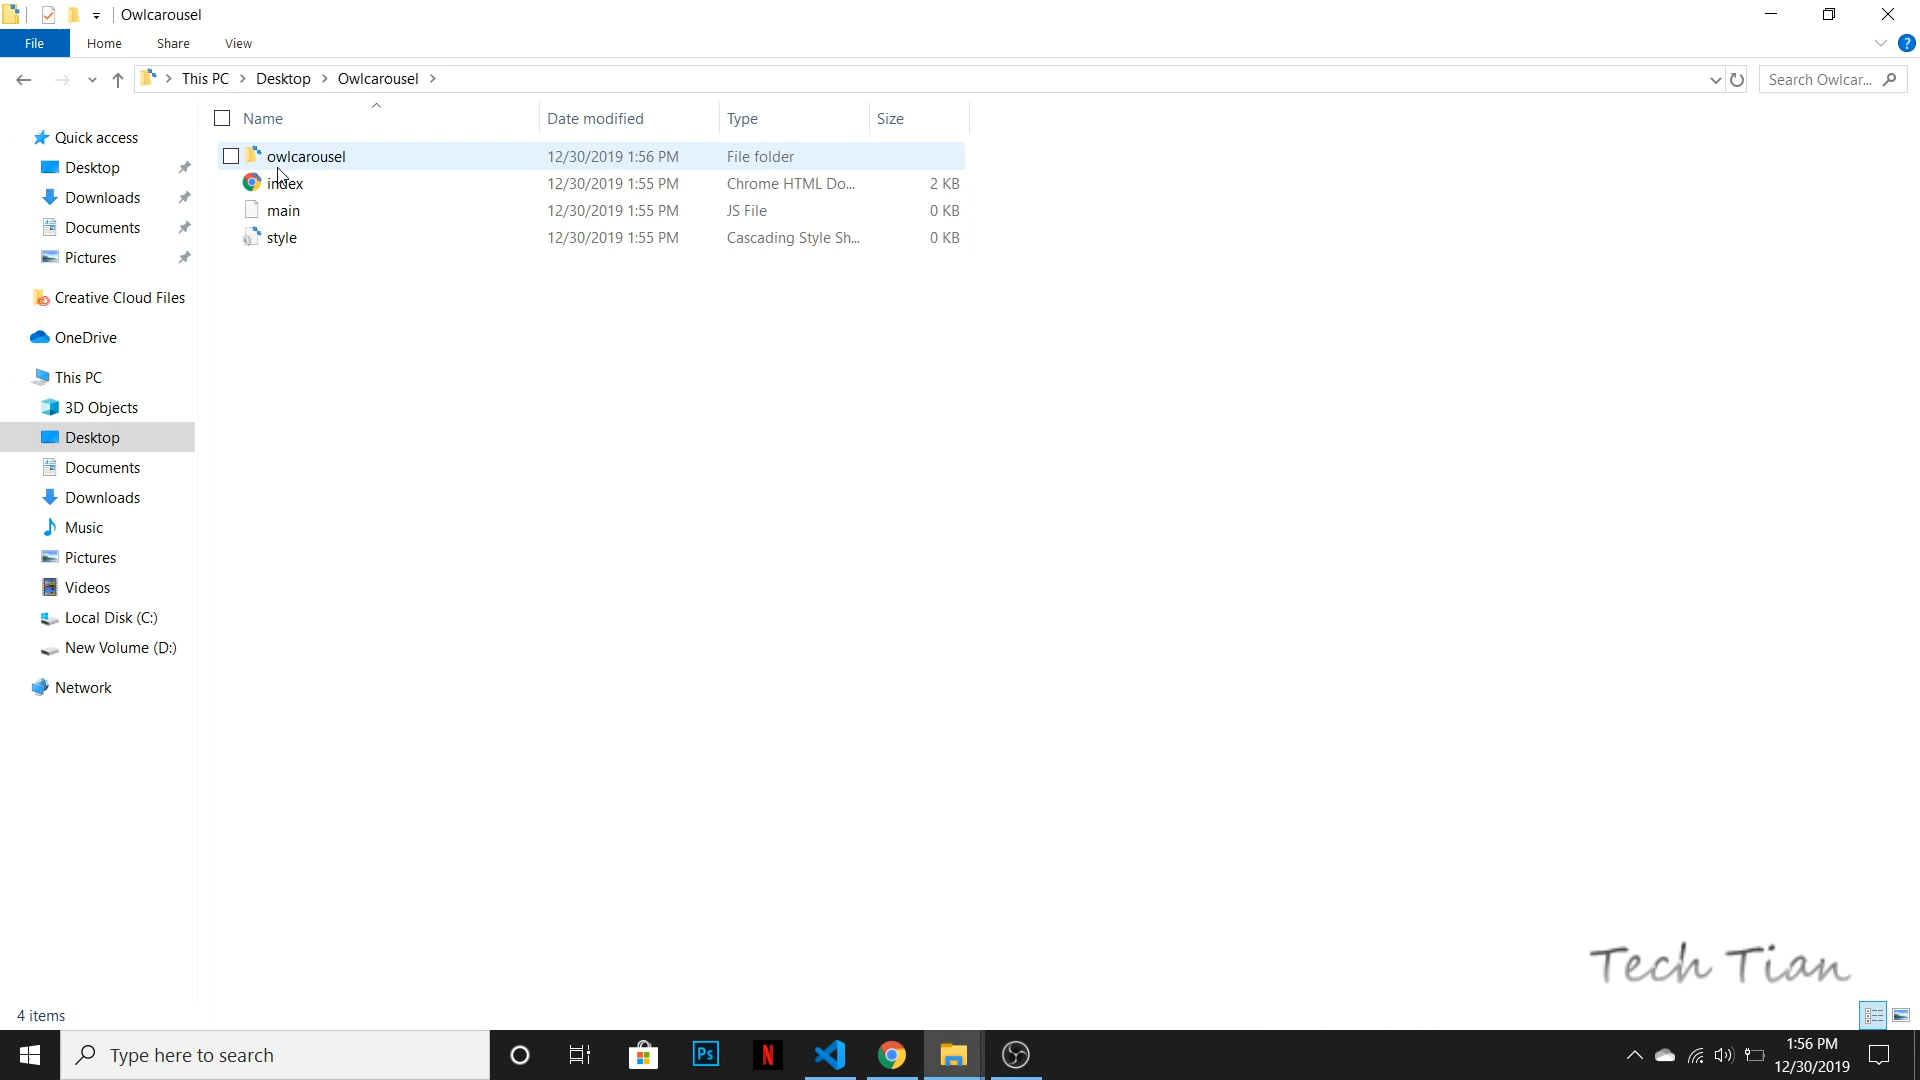 Owlcarousel
File Home Share View
This PC Desktop Owlcarousel Search Owlcar...
Name Date modified Type Size
owlcarousel 12/30/2019 1:56 PM File folder
index 12/30/2019 1:55 PM Chrome HTML Do... 2 KB
main 12/30/2019 1:55 PM JS File 0 KB
style 12/30/2019 1:55 PM Cascading Style Sh... 0 KB
Quick access
Desktop
Downloads
Documents
Pictures
Creative Cloud Files
OneDrive
This PC
3D Objects
Desktop
Documents
Downloads
Music
Pictures
Videos
Local Disk (C:)
New Volume (D:)
Network
Tech Tian
4 items
Type here to search
Ps
N
1:56 PM
12/30/2019